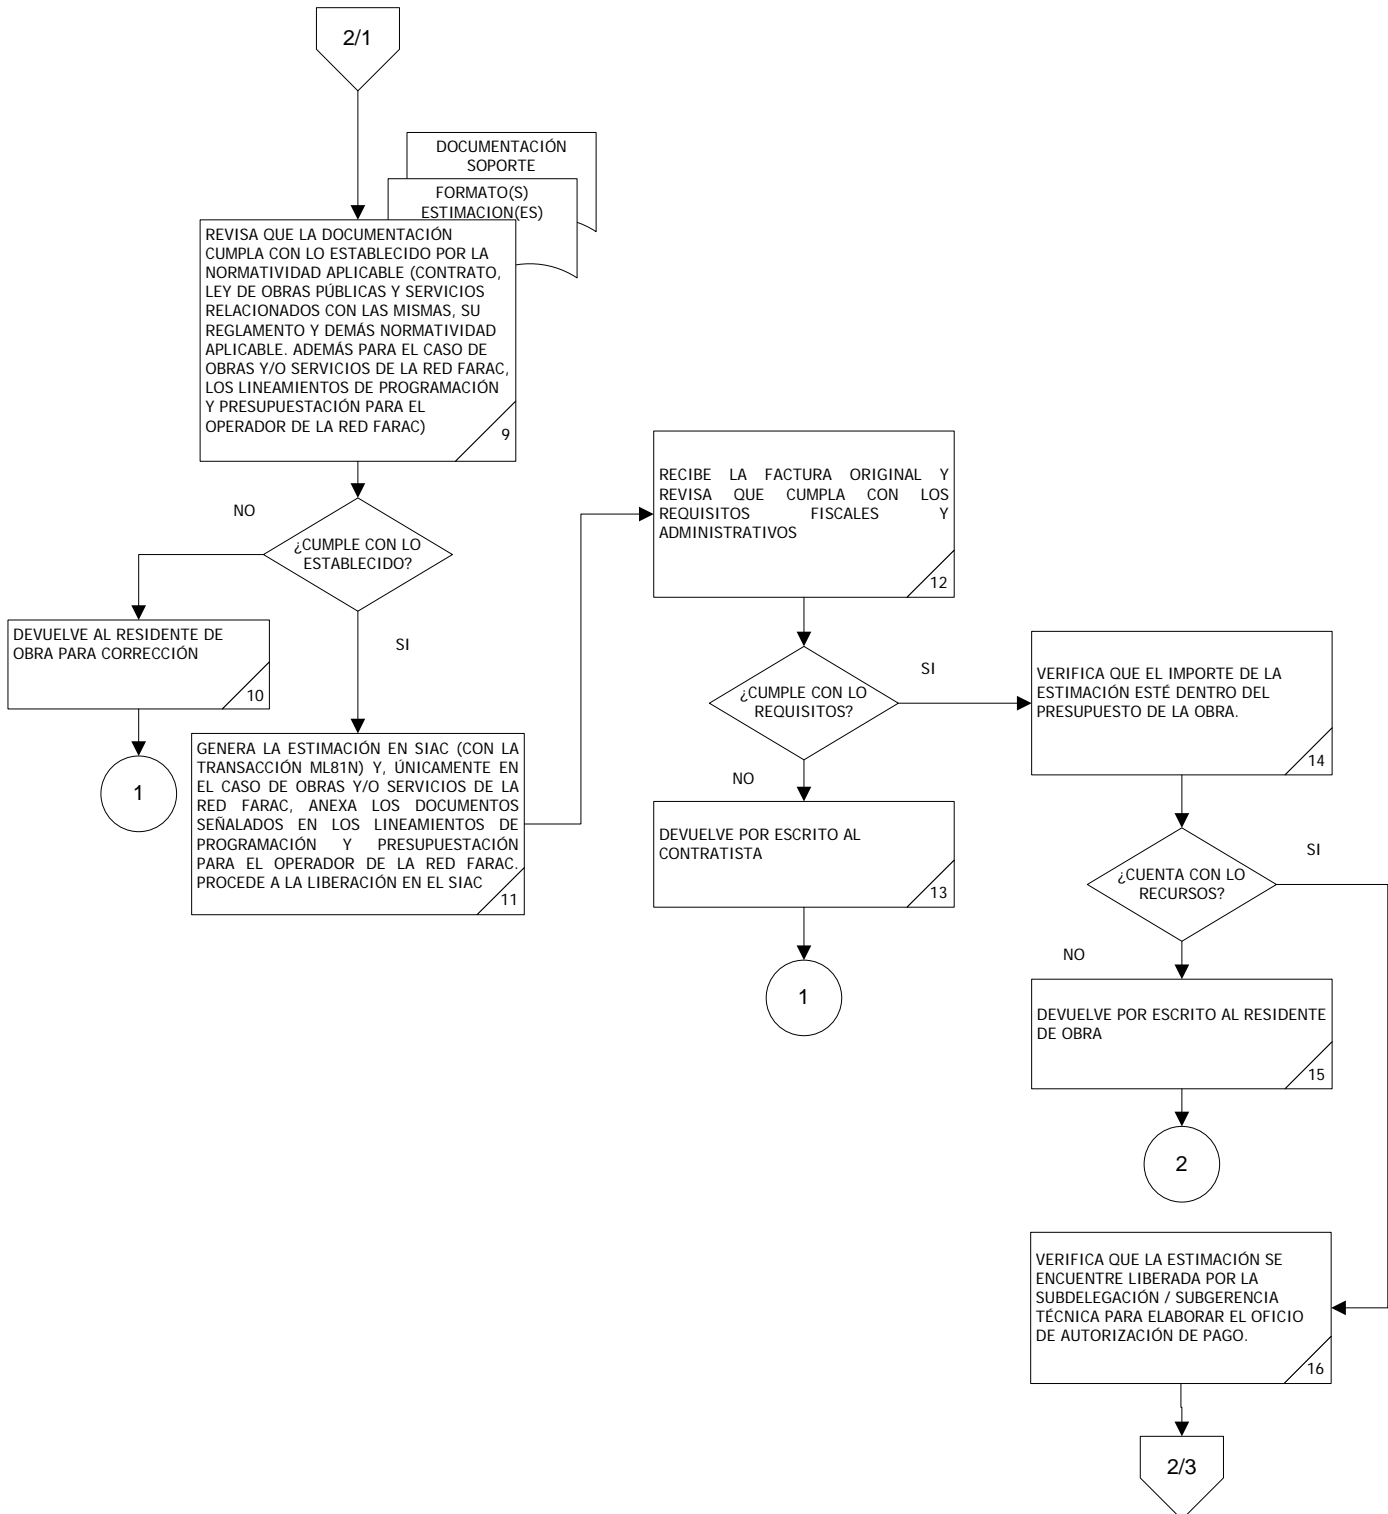 2/1
DOCUMENTACIÓN
SOPORTE
FORMATO(S)
ESTIMACION(ES)
REVISA QUE LA DOCUMENTACIÓN
CUMPLA CON LO ESTABLECIDO POR LA
NORMATIVIDAD APLICABLE (CONTRATO,
LEY DE OBRAS PÚBLICAS Y SERVICIOS
RELACIONADOS CON LAS MISMAS, SU
REGLAMENTO Y DEMÁS NORMATIVIDAD
APLICABLE. ADEMÁS PARA EL CASO DE
OBRAS Y/O SERVICIOS DE LA RED FARAC,
LOS LINEAMIENTOS DE PROGRAMACIÓN
Y PRESUPUESTACIÓN PARA EL
OPERADOR DE LA RED FARAC)
9
NO
¿CUMPLE CON LO
ESTABLECIDO?
SI
DEVUELVE AL RESIDENTE DE
OBRA PARA CORRECCIÓN
10
1
GENERA LA ESTIMACIÓN EN SIAC (CON LA
TRANSACCIÓN ML81N) Y, ÚNICAMENTE EN
EL CASO DE OBRAS Y/O SERVICIOS DE LA
RED FARAC, ANEXA LOS DOCUMENTOS
SEÑALADOS EN LOS LINEAMIENTOS DE
PROGRAMACIÓN Y PRESUPUESTACIÓN
PARA EL OPERADOR DE LA RED FARAC.
PROCEDE A LA LIBERACIÓN EN EL SIAC
11
RECIBE LA FACTURA ORIGINAL Y
REVISA QUE CUMPLA CON LOS
REQUISITOS FISCALES Y
ADMINISTRATIVOS
12
¿CUMPLE CON LO
REQUISITOS?
SI
NO
DEVUELVE POR ESCRITO AL
CONTRATISTA
13
1
VERIFICA QUE EL IMPORTE DE LA
ESTIMACIÓN ESTÉ DENTRO DEL
PRESUPUESTO DE LA OBRA.
14
¿CUENTA CON LO
RECURSOS?
SI
NO
DEVUELVE POR ESCRITO AL RESIDENTE
DE OBRA
15
2
VERIFICA QUE LA ESTIMACIÓN SE
ENCUENTRE LIBERADA POR LA
SUBDELEGACIÓN / SUBGERENCIA
TÉCNICA PARA ELABORAR EL OFICIO
DE AUTORIZACIÓN DE PAGO.
16
2/3